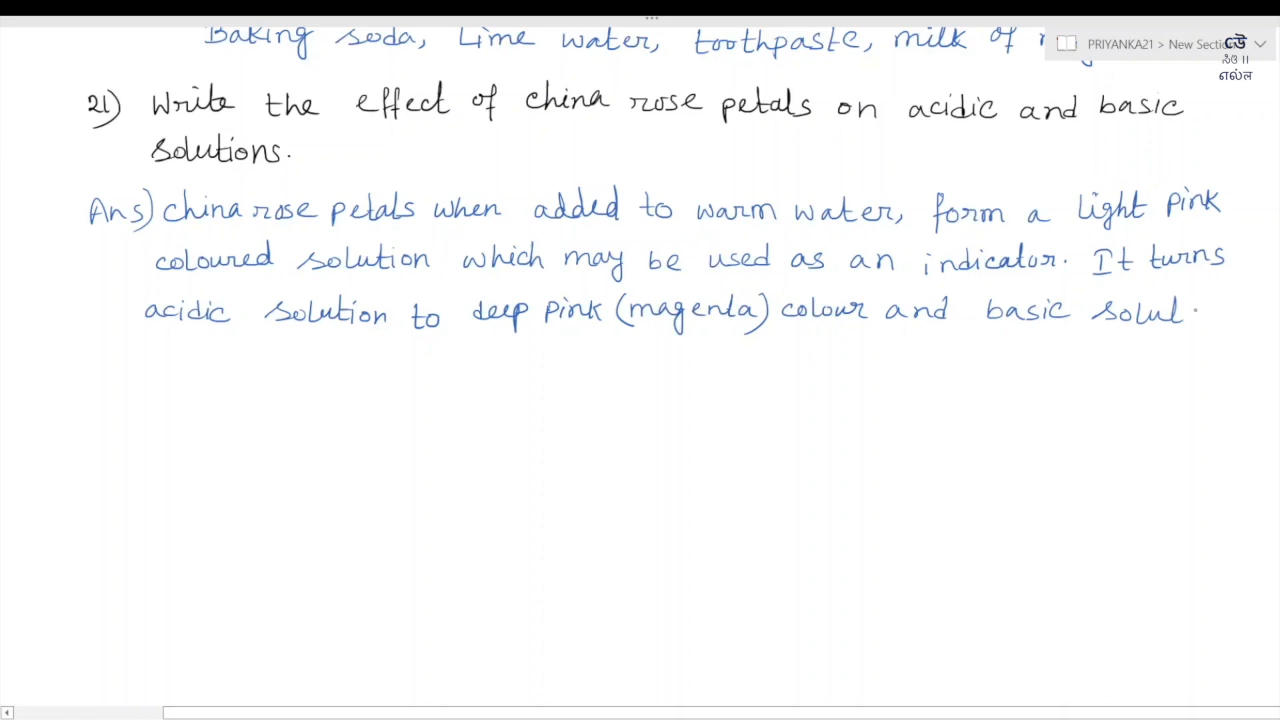 Baking soda, Lime water, toothpaste, milk of
PRIYANKA21 > New Section
21) Write the effect of china rose petals on acidic and basic
solutions.
Ans) china rose petals when added to warm water, form a light pink
coloured solution which may be used as an indicator. It turns
acidic solution to deep pink (magenta) colour and basic solut